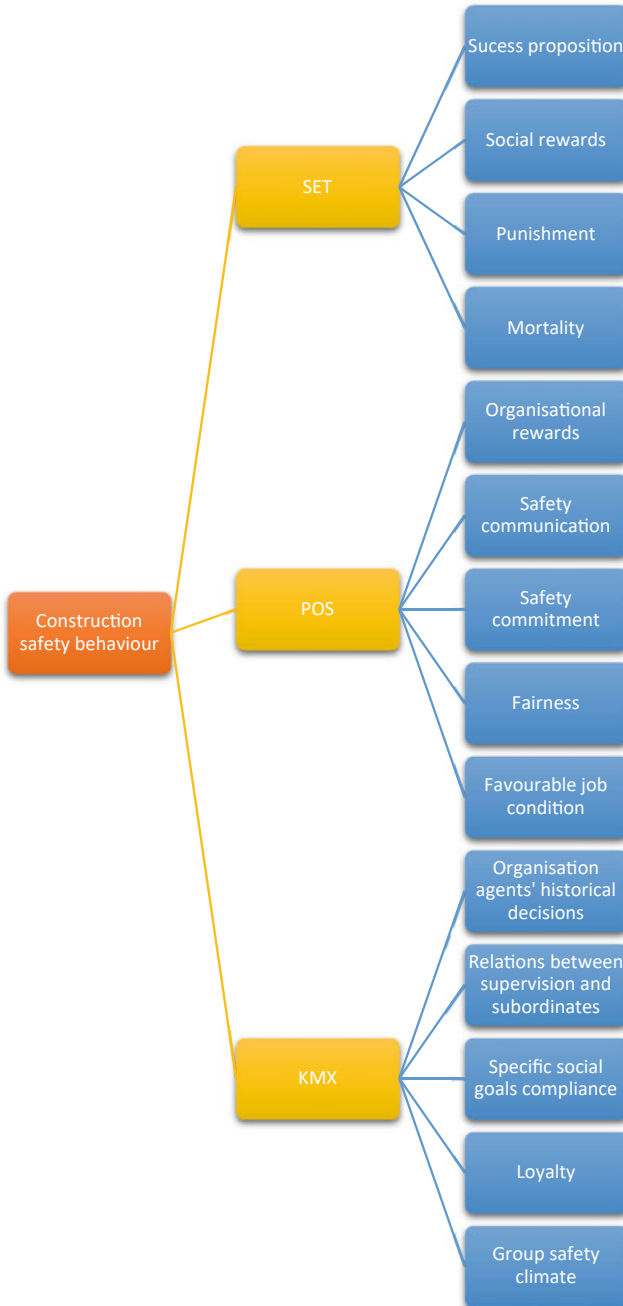 Sucess proposition
Social rewards
SET
Punishment
Mortality
Organisational
rewards
Safety
communication
Construction
safety behaviour
POS
Safety
commitment
Fairness
Favourable job
condition
Organisation
agents' historical
decisions
Relations between
supervision and
subordinates
KMX
Specific social
goals compliance
Loyalty
Group safety
climate